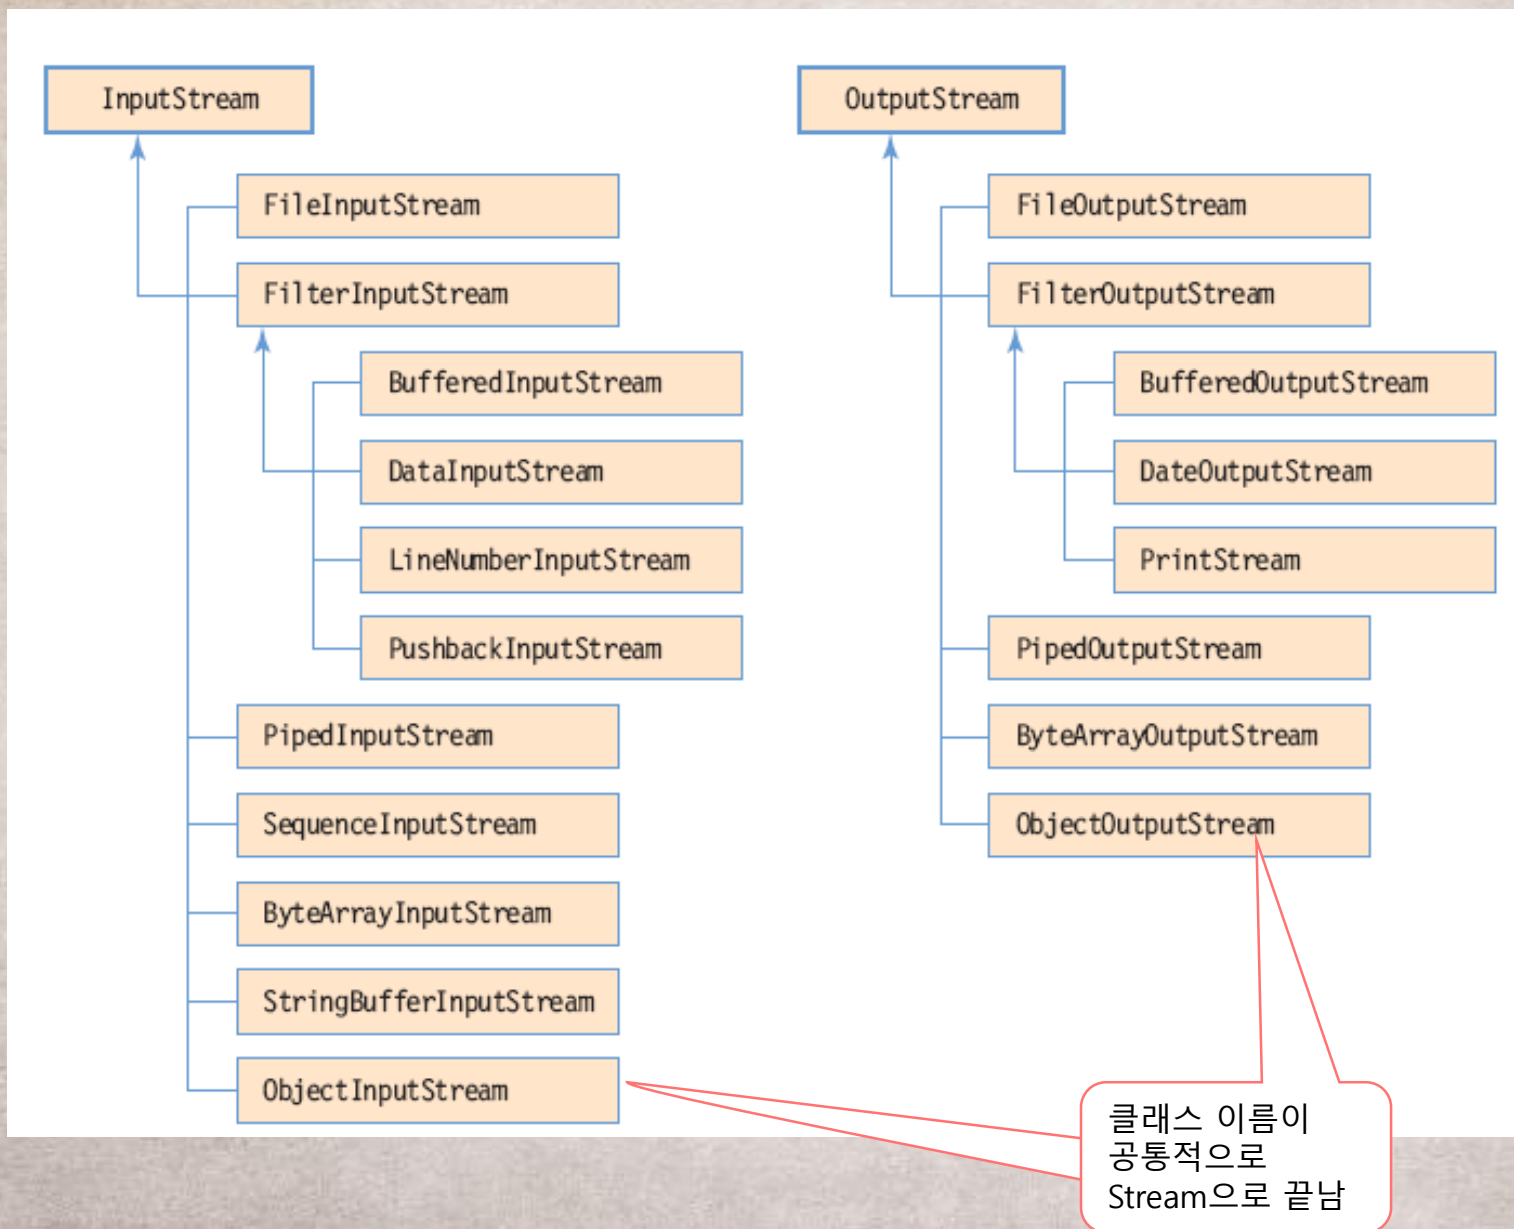 InputStream
FileInputStream
FilterInputStream
BufferedInputStream
DataInputStream
LineNumberInputStream
PushbackInputStream
PipedInputStream
SequenceInputStream
ByteArrayInputStream
StringBufferInputStream
ObjectInputStream
OutputStream
FileOutputStream
FilterOutputStream
BufferedOutputStream
DateOutputStream
PrintStream
PipedOutputStream
ByteArrayOutputStream
ObjectOutputStream
클래스 이름이
공통적으로
Stream으로 끝남